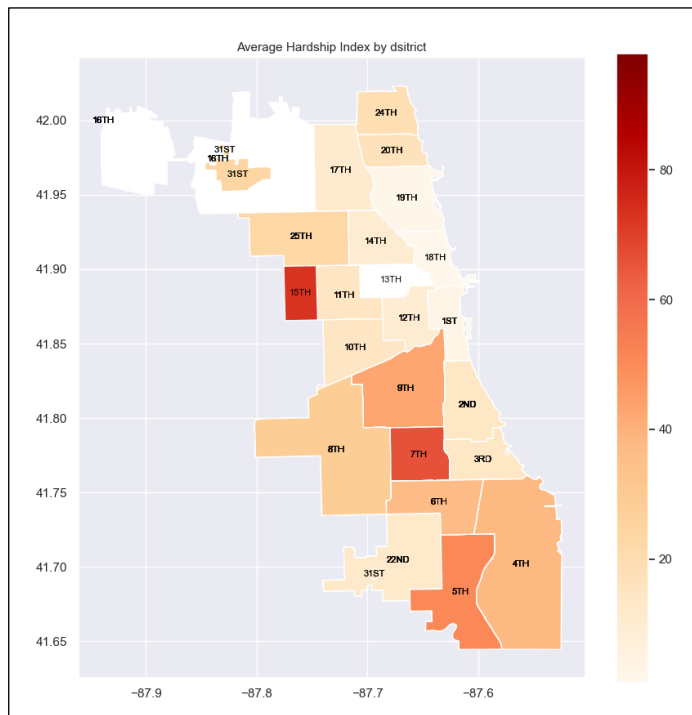 Average Hardship Index by dsitrict
42.00
41.95
41.90
41.85
41.80
41.75
41.70
41.65
16TH
31ST
16TH
31ST
24TH
20TH
17TH
19TH
25TH
14TH
18TH
13TH
15TH
11TH
12TH
1ST
10TH
9TH
2ND
8TH
7TH
3RD
6TH
22ND
31ST
4TH
5TH
−87.9
−87.8
−87.7
−87.6
80
60
40
20